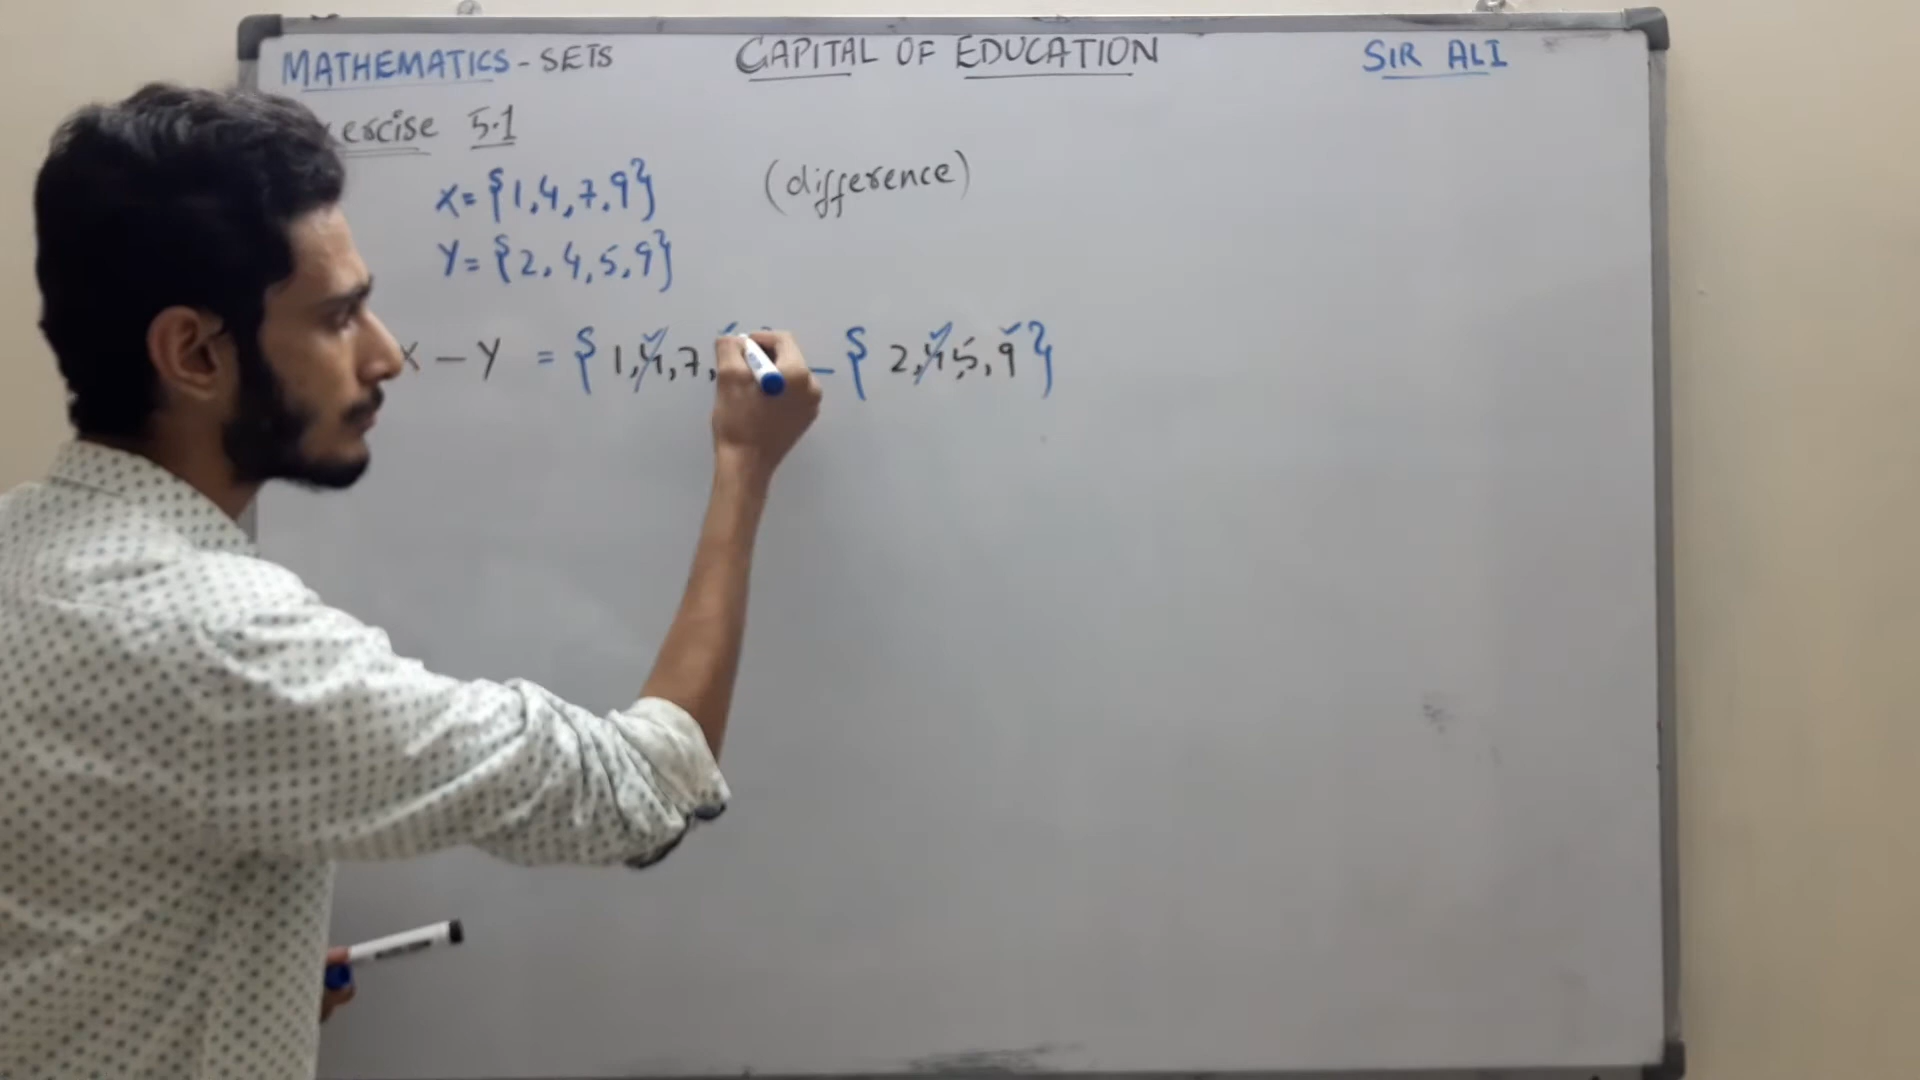 MATHEMATICS - SETS
CAPITAL OF EDUCATION
SIR ALI
ercise 5.1
X = {1,4,7,9}
(difference)
Y = {2,4,5,9}
X - Y = { 1,4,7, - { 2,4,5,9 }